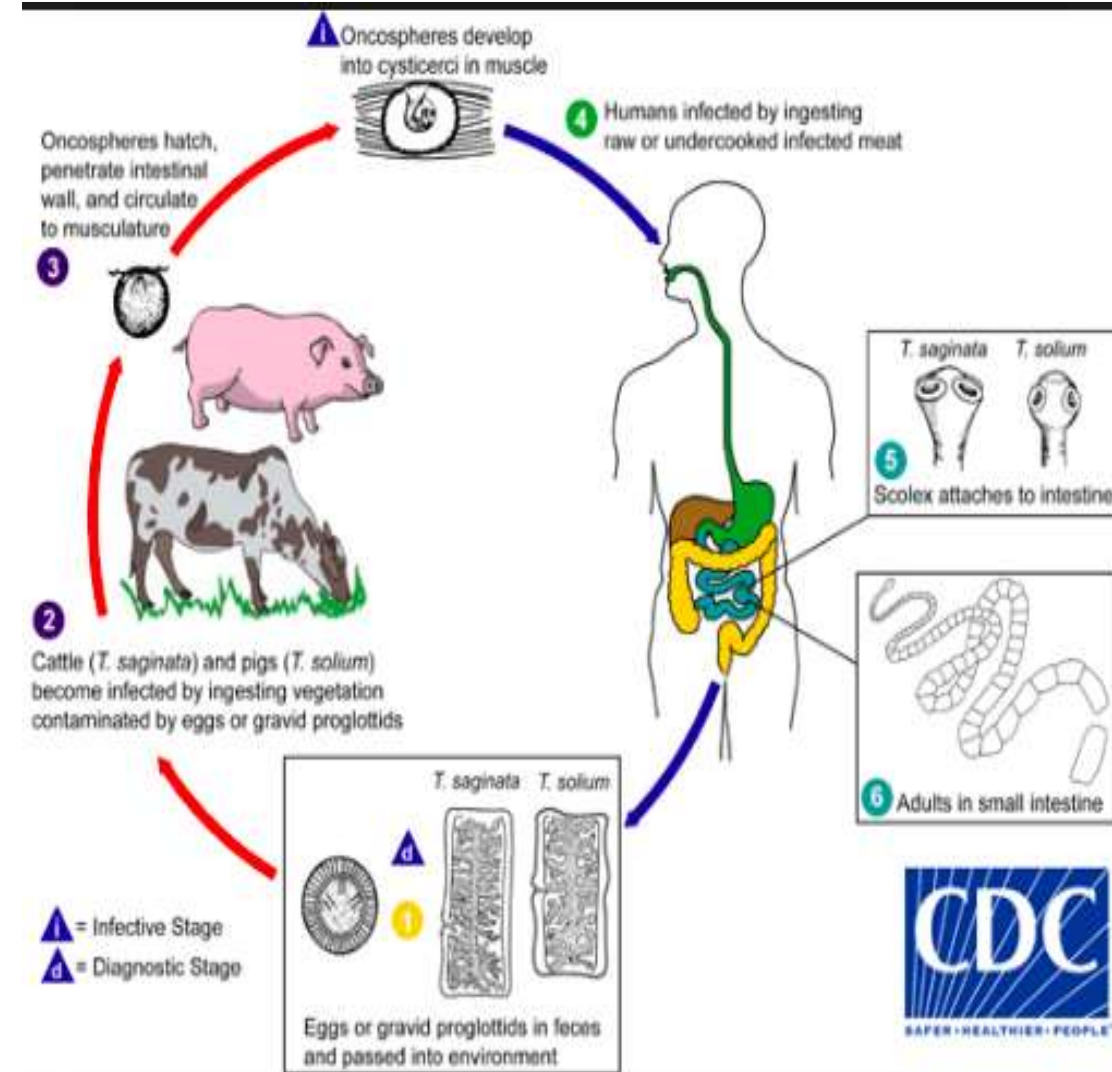 i
Oncospheres develop
into cysticerci in muscle
4
Humans infected by ingesting
raw or undercooked infected meat
Oncospheres hatch,
penetrate intestinal
wall, and circulate
to musculature
3
T. saginata T. solium
5
Scolex attaches to intestine
2
Cattle (T. saginata) and pigs (T. solium)
become infected by ingesting vegetation
contaminated by eggs or gravid proglottids
6 Adults in small intestine
T. saginata T. solium
d
1
Eggs or gravid proglottids in feces
and passed into environment
i = Infective Stage
d = Diagnostic Stage
CDC
SAFER • HEALTHIER • PEOPLE